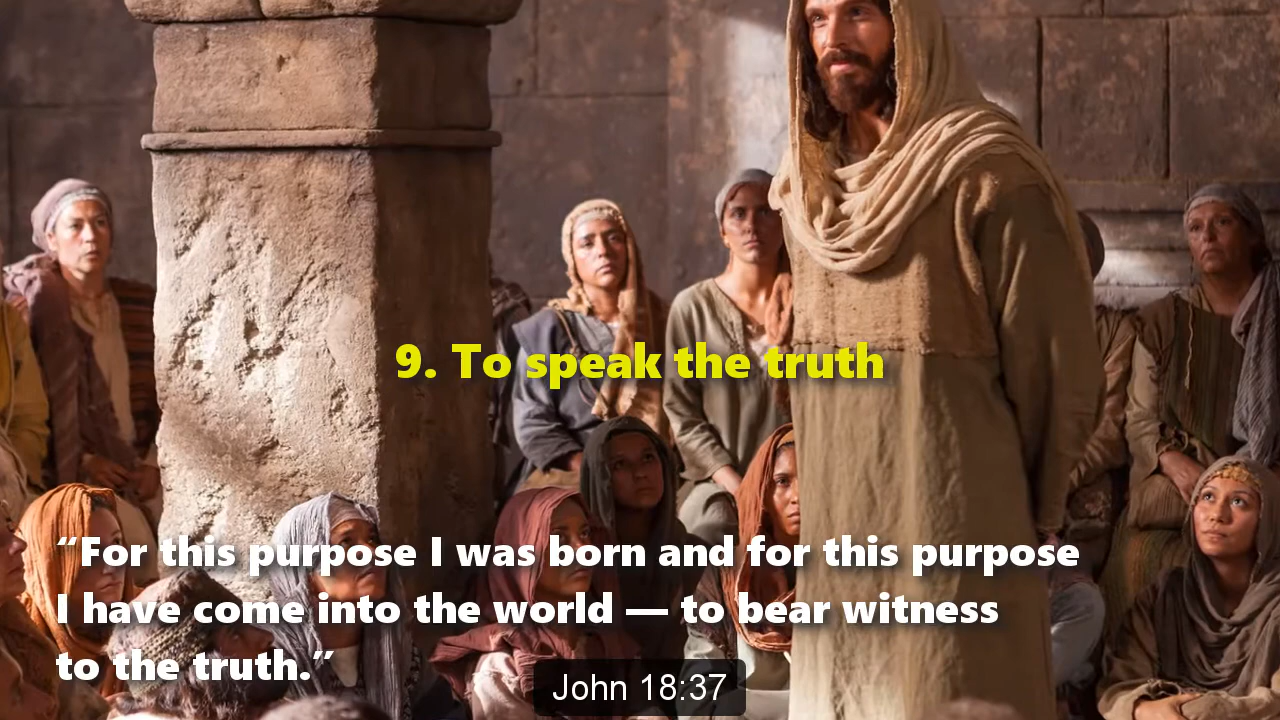 9. To speak the truth
“For this purpose I was born and for this purpose
I have come into the world — to bear witness
to the truth.”
John 18:37